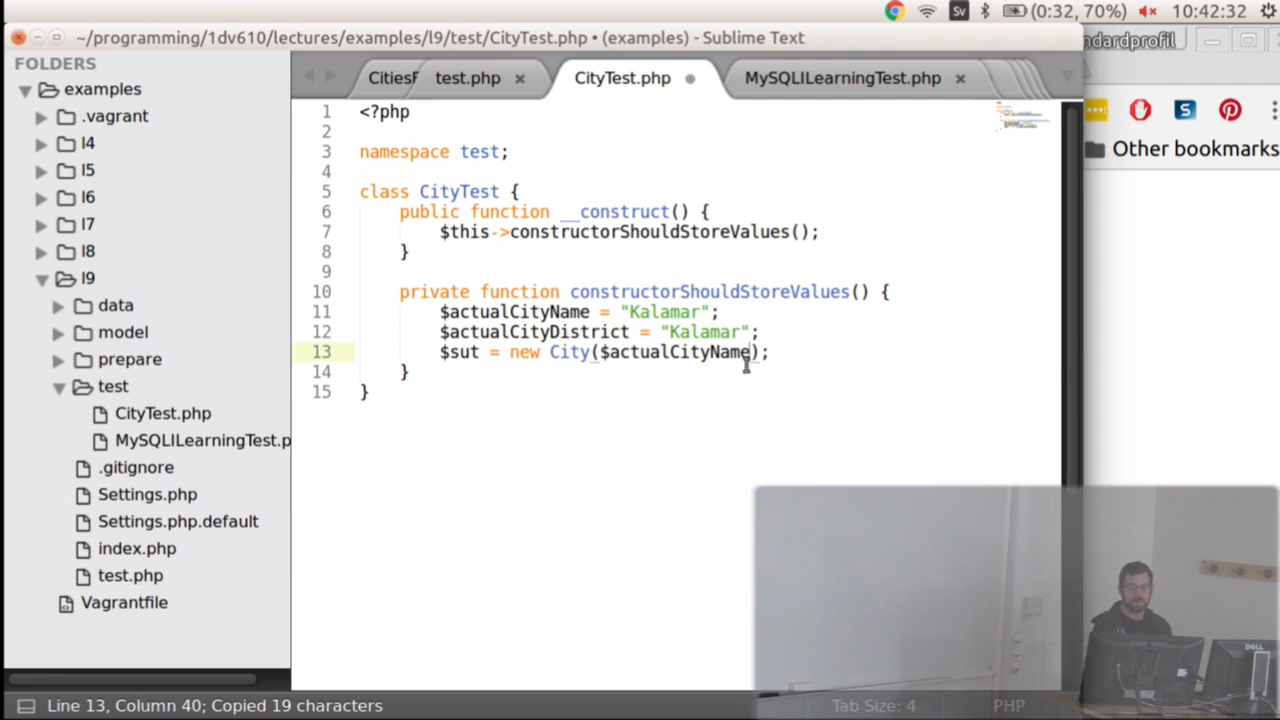 Sv
(0:32, 70%)
10:42:32
~/programming/1dv610/lectures/examples/l9/test/CityTest.php • (examples) - Sublime Text
ndardprofil
FOLDERS
examples
.vagrant
l4
l5
l6
l7
l8
l9
data
model
prepare
test
CityTest.php
MySQLILearningTest.p
.gitignore
Settings.php
Settings.php.default
index.php
test.php
Vagrantfile
CitiesF
test.php
CityTest.php
MySQLILearningTest.php
1 <?php
2
3 namespace test;
4
5 class CityTest {
6 public function __construct() {
7 $this->constructorShouldStoreValues();
8 }
9
10 private function constructorShouldStoreValues() {
11 $actualCityName = "Kalamar";
12 $actualCityDistrict = "Kalamar";
13 $sut = new City($actualCityName);
14 }
15 }
Other bookmarks
DELL
Line 13, Column 40; Copied 19 characters
Tab Size: 4
PHP